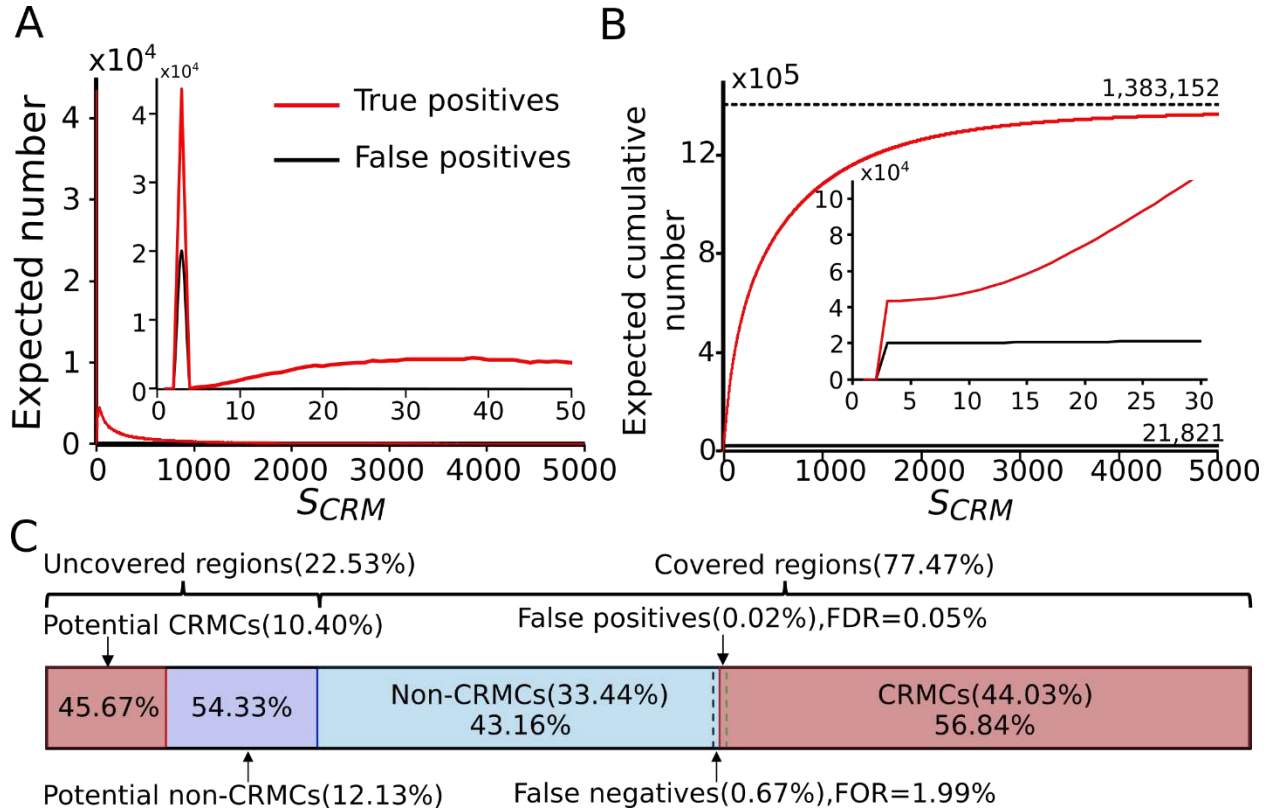 A
x10⁴
Expected number
4
3
2
1
0
0
1000
2000
3000
4000
5000
S_CRM
x10⁴
4
3
2
1
0
0
10
20
30
40
50
True positives
False positives
B
x10⁵
Expected cumulative
number
12
8
4
0
0
1000
2000
3000
4000
5000
S_CRM
1,383,152
x10⁴
10
8
6
4
2
0
0
5
10
15
20
25
30
21,821
C
Uncovered regions(22.53%)
Covered regions(77.47%)
Potential CRMCs(10.40%)
False positives(0.02%),FDR=0.05%
45.67%
54.33%
Non-CRMCs(33.44%)
43.16%
CRMCs(44.03%)
56.84%
Potential non-CRMCs(12.13%)
False negatives(0.67%),FOR=1.99%